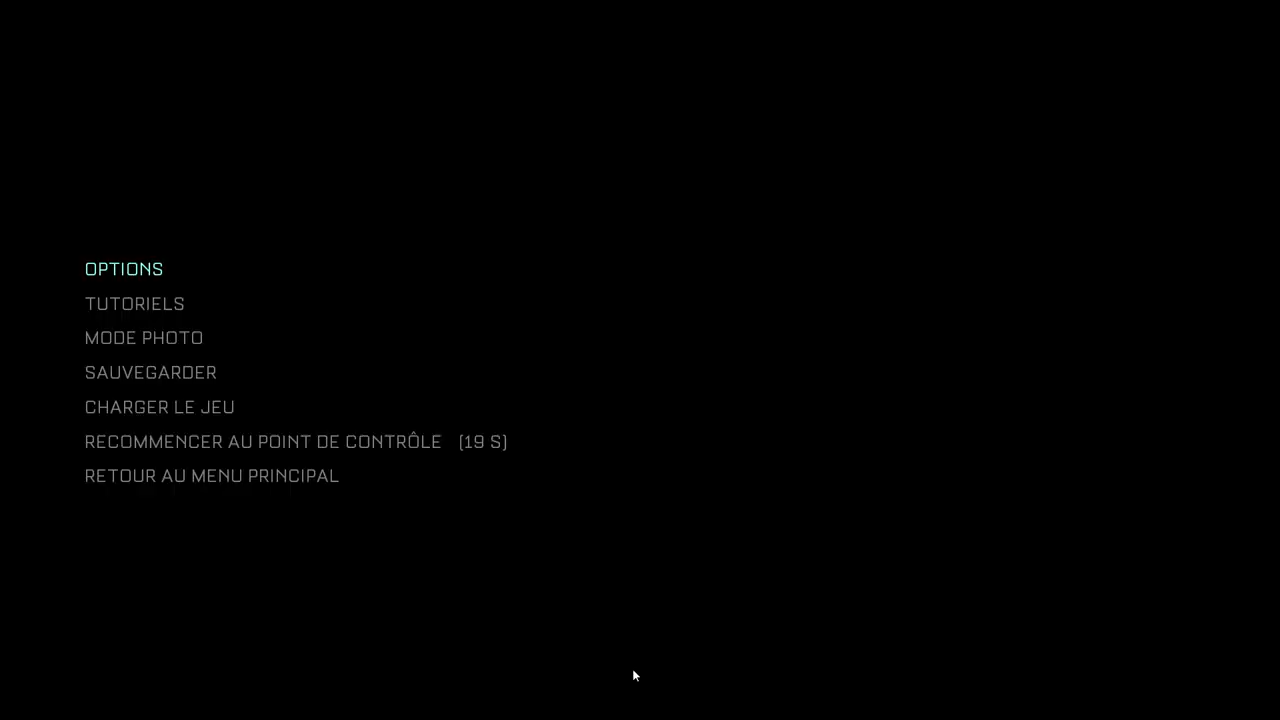 OPTIONS
TUTORIELS
MODE PHOTO
SAUVEGARDER
CHARGER LE JEU
RECOMMENCER AU POINT DE CONTRÔLE (19 S)
RETOUR AU MENU PRINCIPAL